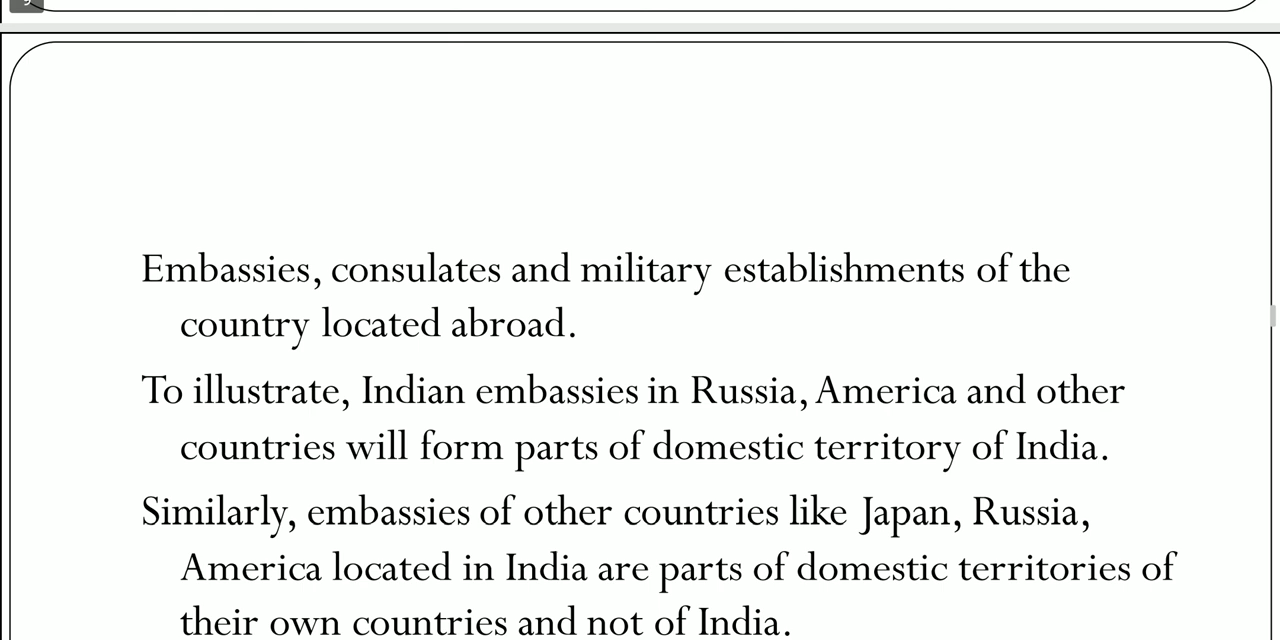 Embassies, consulates and military establishments of the
country located abroad.
To illustrate, Indian embassies in Russia, America and other
countries will form parts of domestic territory of India.
Similarly, embassies of other countries like Japan, Russia,
America located in India are parts of domestic territories of
their own countries and not of India.